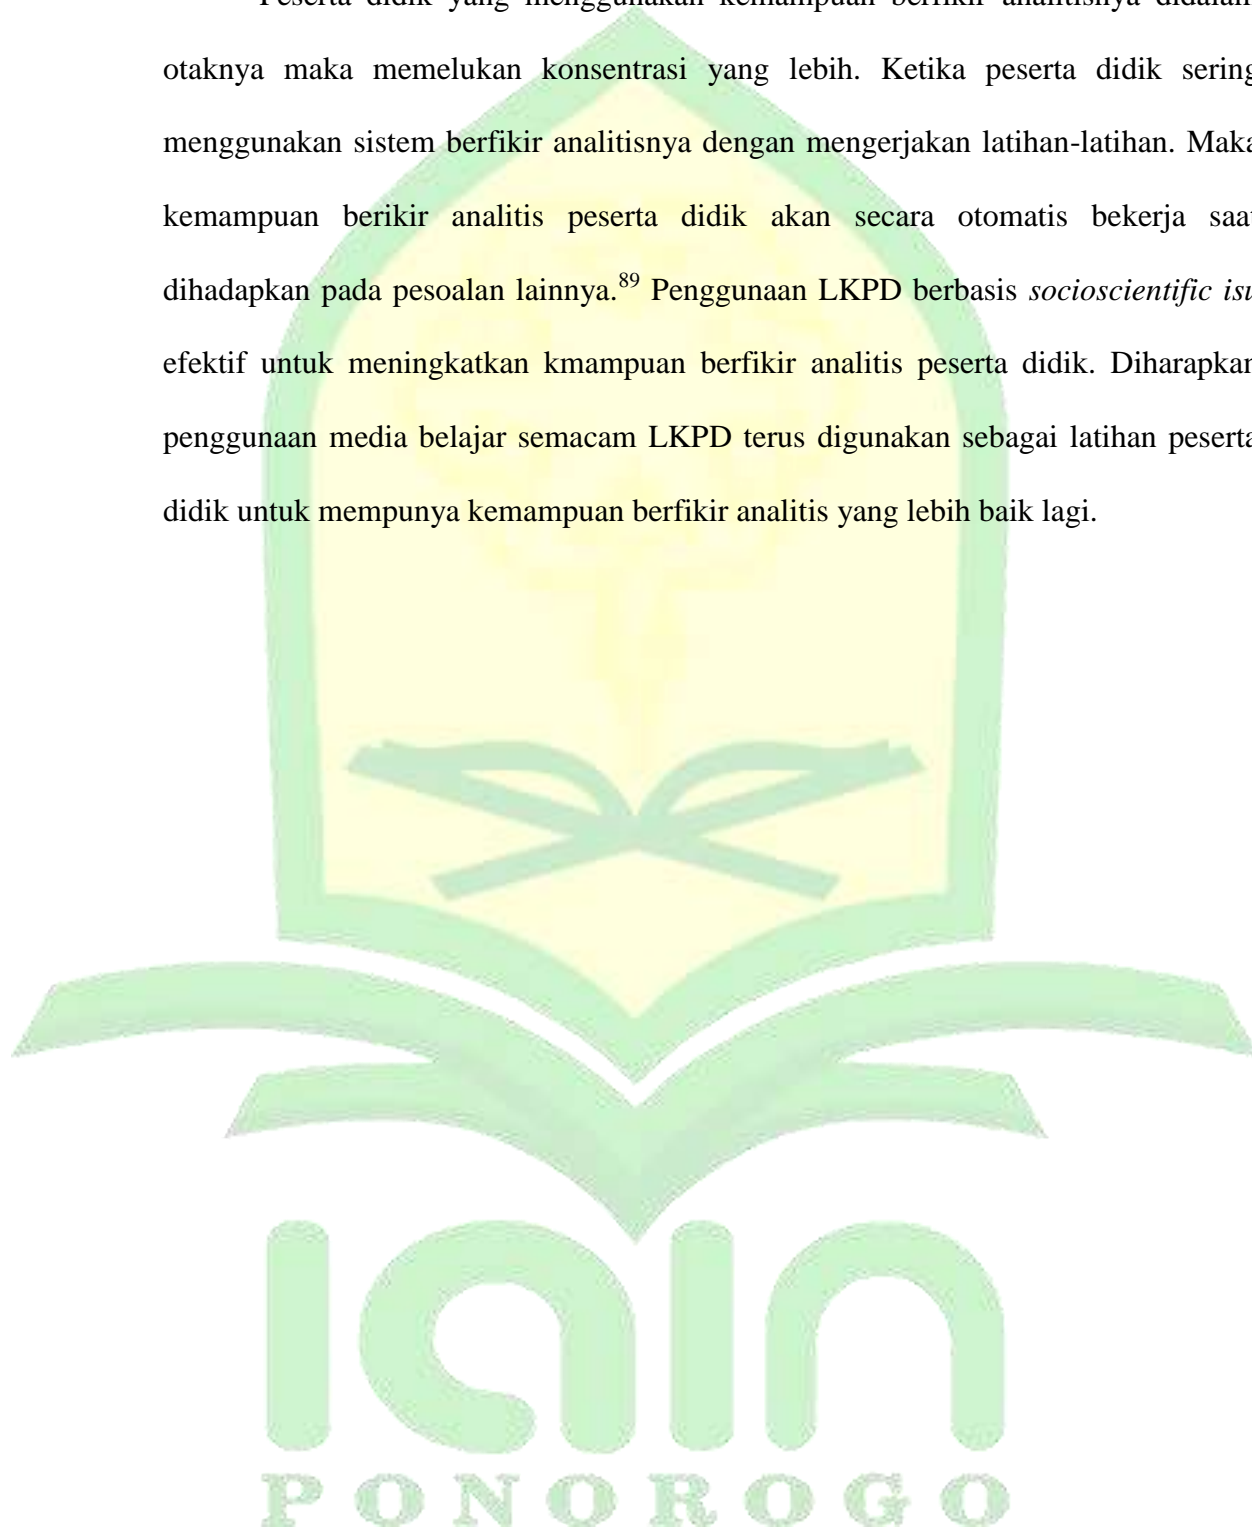 Peserta didik yang menggunakan kemampuan berfikir analitisnya didalam
otaknya maka memelukan konsentrasi yang lebih. Ketika peserta didik sering
menggunakan sistem berfikir analitisnya dengan mengerjakan latihan-latihan. Maka
kemampuan berikir analitis peserta didik akan secara otomatis bekerja saat
dihadapkan pada pesoalan lainnya.89 Penggunaan LKPD berbasis socioscientific isu
efektif untuk meningkatkan kmampuan berfikir analitis peserta didik. Diharapkan
penggunaan media belajar semacam LKPD terus digunakan sebagai latihan peserta
didik untuk mempunya kemampuan berfikir analitis yang lebih baik lagi.
iain
PONOROGO